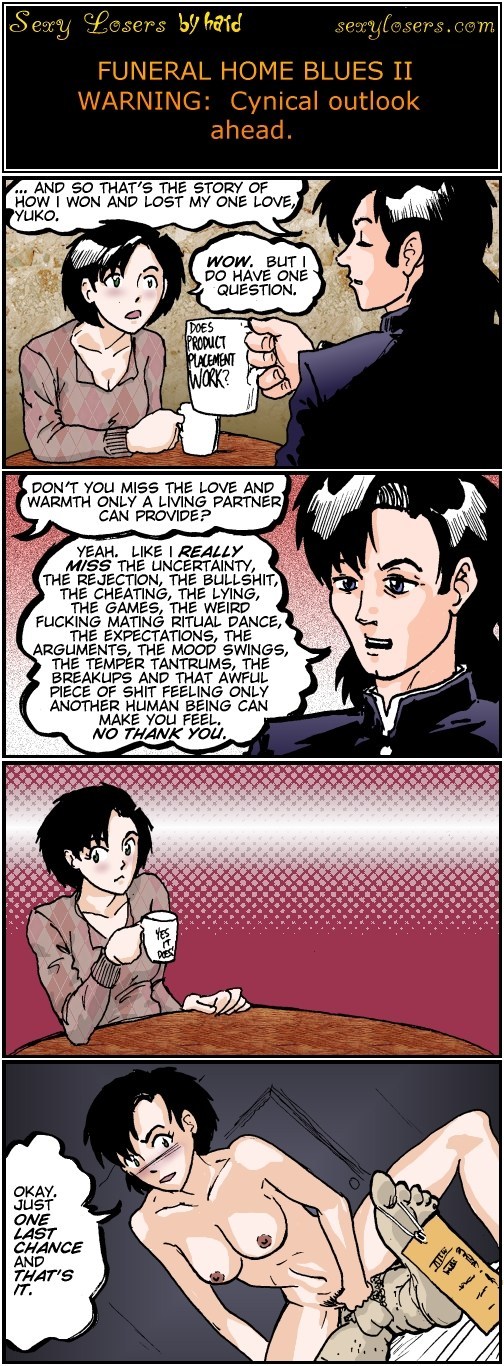 Sexy Losers by hard
sexylosers.com
FUNERAL HOME BLUES II
WARNING: Cynical outlook
ahead.
... AND SO THAT'S THE STORY OF
HOW I WON AND LOST MY ONE LOVE,
YUKO.
WOW. BUT I
DO HAVE ONE
QUESTION.
DOES
PRODUCT
PLACEMENT
WORK?
DON'T YOU MISS THE LOVE AND
WARMTH ONLY A LIVING PARTNER
CAN PROVIDE?
YEAH. LIKE I REALLY
MISS THE UNCERTAINTY,
THE REJECTION, THE BULLSHIT,
THE CHEATING, THE LYING,
THE GAMES, THE WEIRD
FUCKING MATING RITUAL DANCE,
THE EXPECTATIONS, THE
ARGUMENTS, THE MOOD SWINGS,
THE TEMPER TANTRUMS, THE
BREAKUPS AND THAT AWFUL
PIECE OF SHIT FEELING ONLY
ANOTHER HUMAN BEING CAN
MAKE YOU FEEL.
NO THANK YOU.
YES
IT
DOES!
OKAY.
JUST
ONE
LAST
CHANCE
AND
THAT'S
IT.